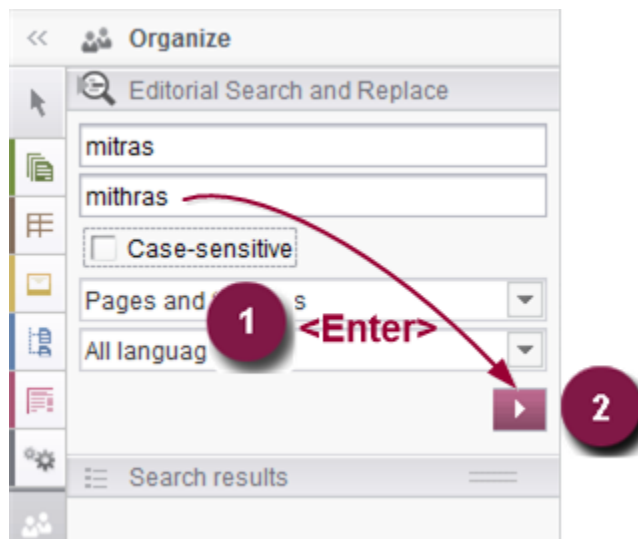 Organize
Editorial Search and Replace
mitras
mithras
Case-sensitive
Pages and s
1 <Enter>
All languag
2
Search results